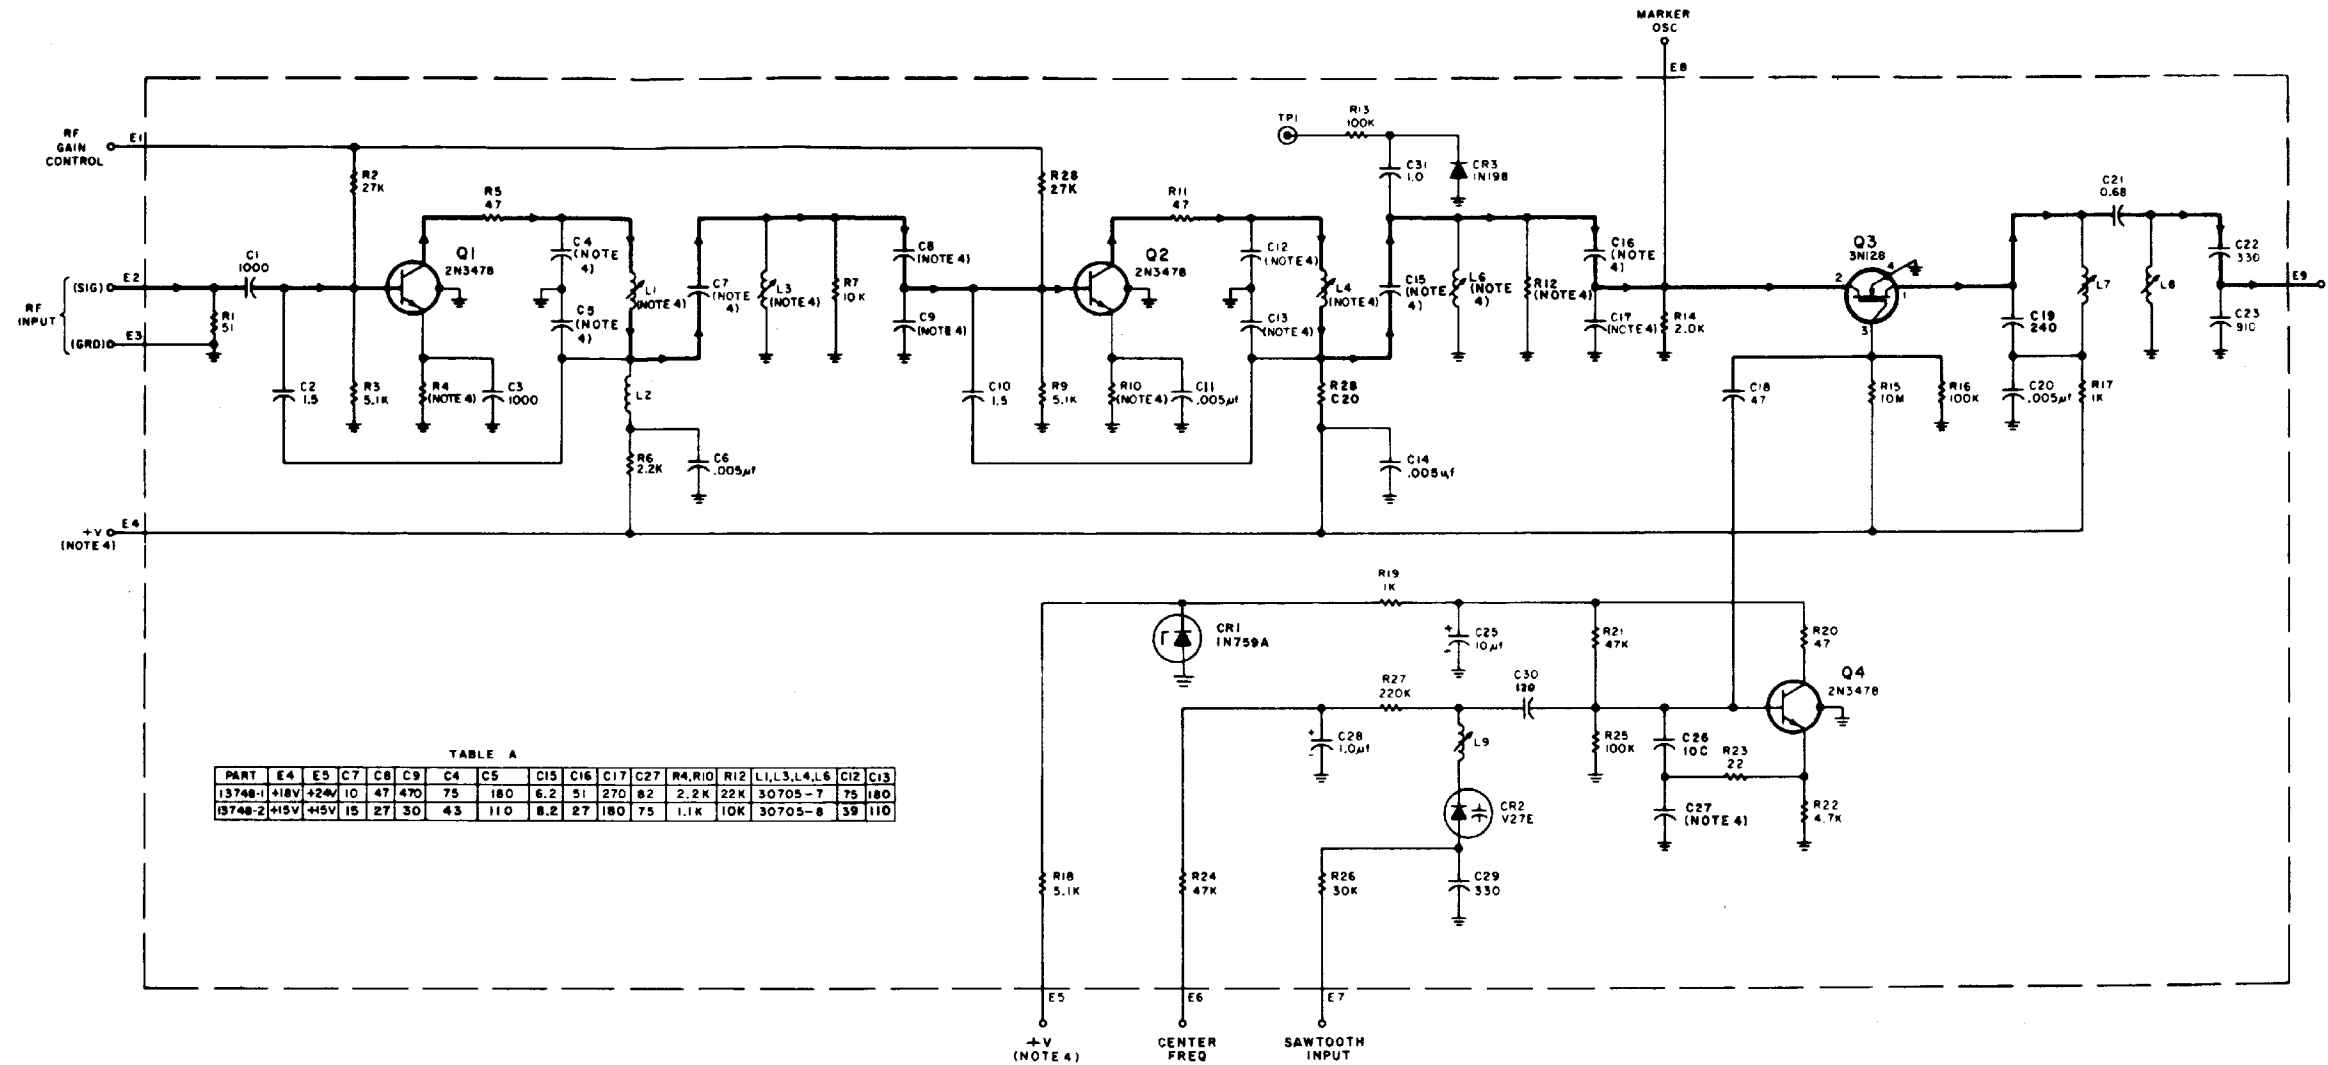 MARKER
OSC
E8
RF
GAIN
CONTROL
E1
R2
27K
R5
47
C4
(NOTE
4)
Q1
2N3478
C1
1000
RF
INPUT
E2
(SIG)
R1
51
E3
(GRD)
C5
(NOTE
4)
L1
(NOTE 4)
C7
(NOTE
4)
L3
(NOTE 4)
R7
10K
C8
(NOTE 4)
C9
(NOTE 4)
C2
1.5
R3
5.1K
R4
(NOTE 4)
C3
1000
L2
R6
2.2K
C6
.005µf
+V
(NOTE 4)
E4
R28
27K
Q2
2N3478
R11
47
C12
(NOTE 4)
C13
(NOTE 4)
L4
(NOTE 4)
C10
1.5
R9
5.1K
R10
(NOTE 4)
C11
.005µf
R28
C20
C14
.005µf
TP1
R13
100K
C31
1.0
CR3
1N198
C15
(NOTE
4)
L6
(NOTE
4)
R12
(NOTE 4)
C16
(NOTE
4)
C17
(NOTE 4)
R14
2.0K
Q3
3N128
2
4
1
3
C18
47
R15
10M
R16
100K
C19
240
C20
.005µf
R17
1K
L7
C21
0.68
L8
C22
330
C23
910
E9
R19
1K
CR1
1N759A
C25
10µf
+
-
R21
47K
R20
47
Q4
2N3478
R27
220K
C30
120
C28
1.0µf
+
-
L9
R25
100K
C26
R23
22
C27
(NOTE 4)
R22
4.7K
CR2
V27E
R18
5.1K
R24
47K
R26
30K
C29
330
TABLE A
PART E4 E5 C7 C8 C9 C4 C5 C15 C16 C17 C27 R4,R10 R12 L1,L3,L4,L6 C12 C13
13748-1 +18V +24V 10 47 470 75 180 6.2 51 270 82 2.2K 22K 30705-7 75 180
13748-2 +15V +15V 15 27 30 43 110 8.2 27 180 75 1.1K 10K 30705-8 39 110
E5
E6
E7
+V
(NOTE 4)
CENTER
FREQ
SAWTOOTH
INPUT